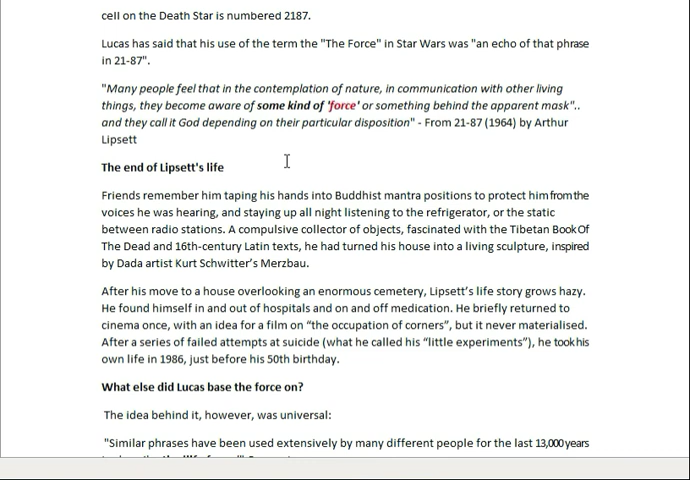 cell on the Death Star is numbered 2187.
Lucas has said that his use of the term the "The Force" in Star Wars was "an echo of that phrase
in 21-87".
"Many people feel that in the contemplation of nature, in communication with other living
things, they become aware of some kind of 'force' or something behind the apparent mask"..
and they call it God depending on their particular disposition" - From 21-87 (1964) by Arthur
Lipsett
The end of Lipsett's life
Friends remember him taping his hands into Buddhist mantra positions to protect him from the
voices he was hearing, and staying up all night listening to the refrigerator, or the static
between radio stations. A compulsive collector of objects, fascinated with the Tibetan Book Of
The Dead and 16th-century Latin texts, he had turned his house into a living sculpture, inspired
by Dada artist Kurt Schwitter's Merzbau.
After his move to a house overlooking an enormous cemetery, Lipsett's life story grows hazy.
He found himself in and out of hospitals and on and off medication. He briefly returned to
cinema once, with an idea for a film on "the occupation of corners", but it never materialised.
After a series of failed attempts at suicide (what he called his "little experiments"), he took his
own life in 1986, just before his 50th birthday.
What else did Lucas base the force on?
The idea behind it, however, was universal:
"Similar phrases have been used extensively by many different people for the last 13,000 years